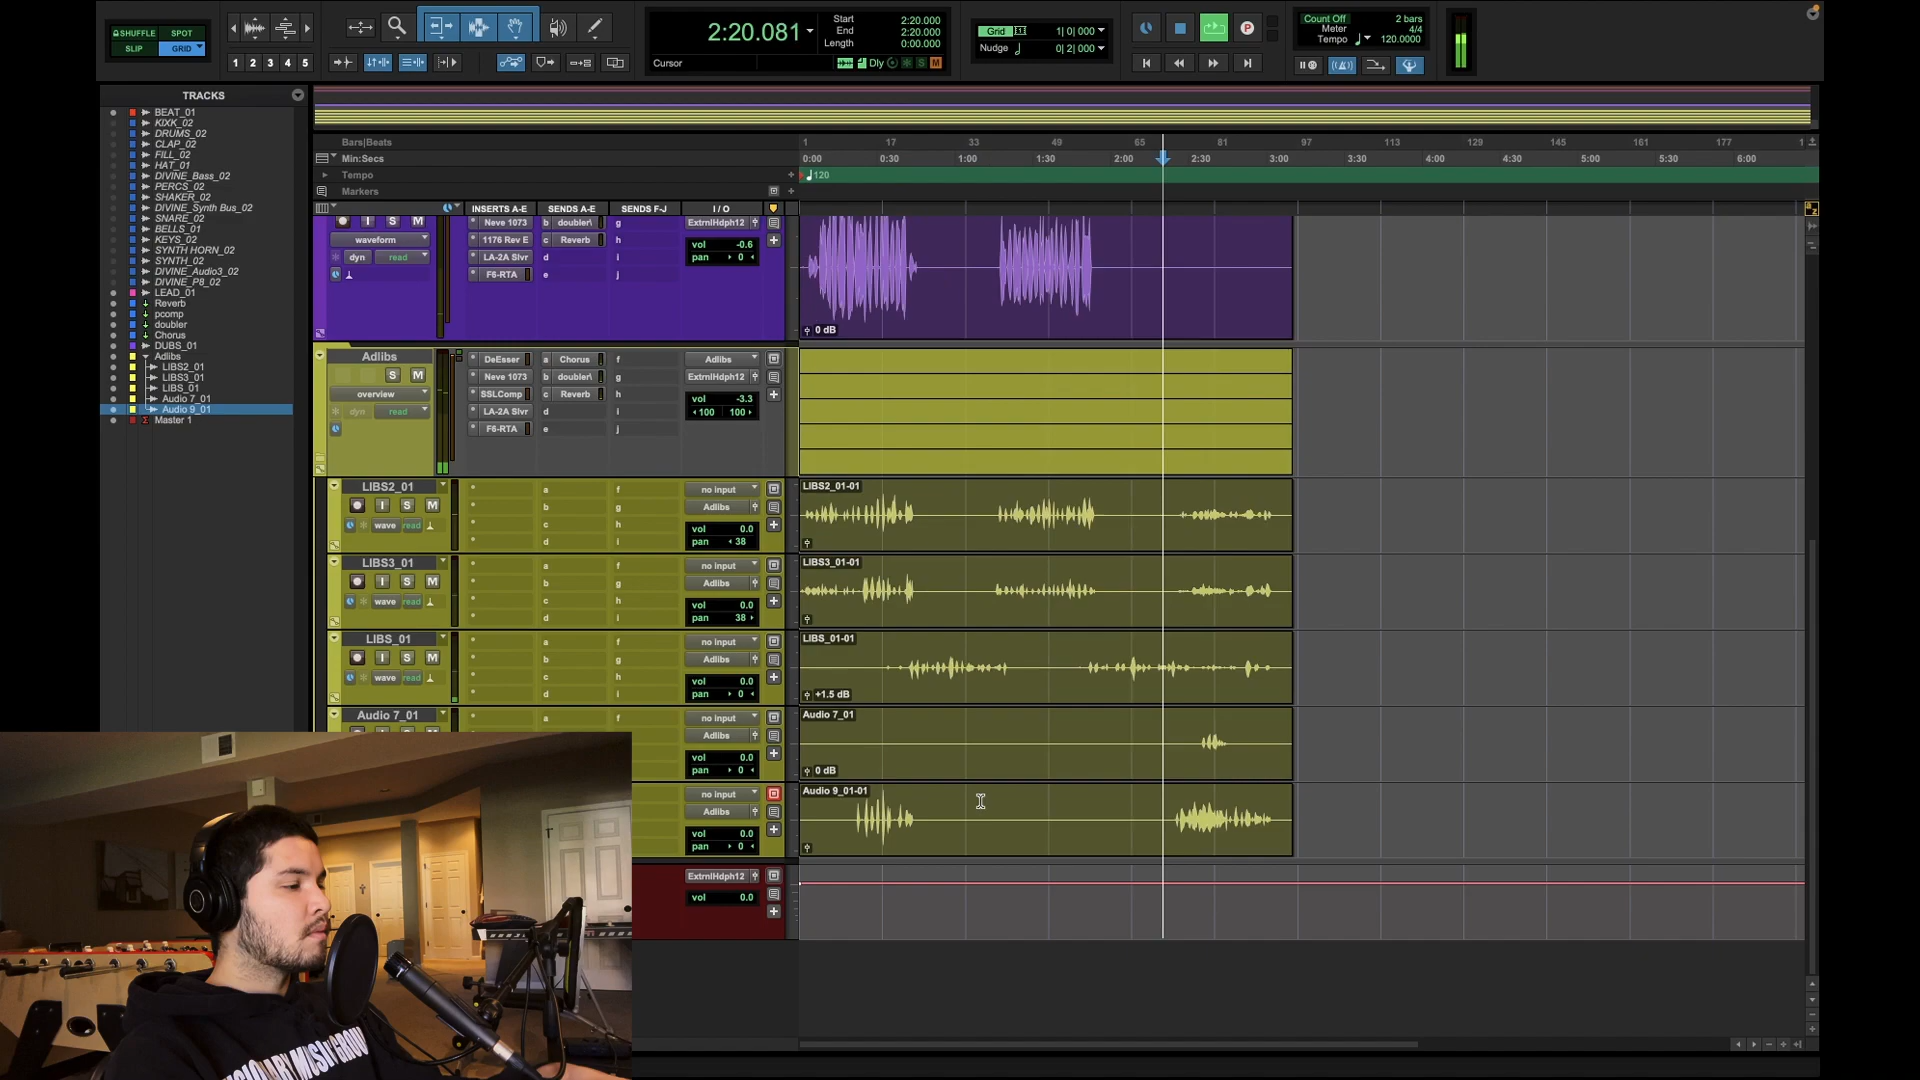 SHUFFLE SPOT
SLIP GRID
1 2 3 4 5
2:20.081
Start 2:20.000
End 2:20.000
Length 0:00.000
Cursor
Dly S M
Grid 1| 0| 000
Nudge 0| 2| 000
P
Count Off 2 bars
Meter 4/4
Tempo 120.0000
TRACKS
BEAT_01
KIXK_02
DRUMS_02
CLAP_02
FILL_02
HAT_01
DIVINE_Bass_02
PERCS_02
SHAKER_02
DIVINE_Synth Bus_02
SNARE_02
BELLS_01
KEYS_02
SYNTH HORN_02
SYNTH_02
DIVINE_Audio3_02
DIVINE_P8_02
LEAD_01
Reverb
pcomp
doubler
Chorus
DUBS_01
Adlibs
LIBS2_01
LIBS3_01
LIBS_01
Audio 7_01
Audio 9_01
Master 1
Bars|Beats
1 17 33 49 65 81 97 113 129 145 161 177
Min:Secs
0:00 0:30 1:00 1:30 2:00 2:30 3:00 3:30 4:00 4:30 5:00 5:30 6:00
Tempo
120
Markers
INSERTS A-E SENDS A-E SENDS F-J I / O
I S M
Neve 1073 b doubler\ g ExtrnlHdph12
waveform 1176 Rev E c Reverb h
vol -0.6
dyn read LA-2A Slvr d i
pan 0
F6-RTA e j
0 dB
Adlibs
DeEsser a Chorus f Adlibs
S M Neve 1073 b doubler\ g ExtrnlHdph12
overview SSLComp c Reverb h
vol -3.3
dyn read LA-2A Slvr d i
100 100
F6-RTA e j
LIBS2_01 a f no input
I S M b g Adlibs
wave read c h vol 0.0
d i pan 38
LIBS2_01-01
LIBS3_01 a f no input
I S M b g Adlibs
wave read c h vol 0.0
d i pan 38
LIBS3_01-01
LIBS_01 a f no input
I S M b g Adlibs
wave read c h vol 0.0
d i pan 0
LIBS_01-01
+1.5 dB
Audio 7_01 a f no input
Adlibs
vol 0.0
pan 0
Audio 7_01
0 dB
no input
Adlibs
vol 0.0
pan 0
Audio 9_01-01
ExtrnlHdph12
vol 0.0